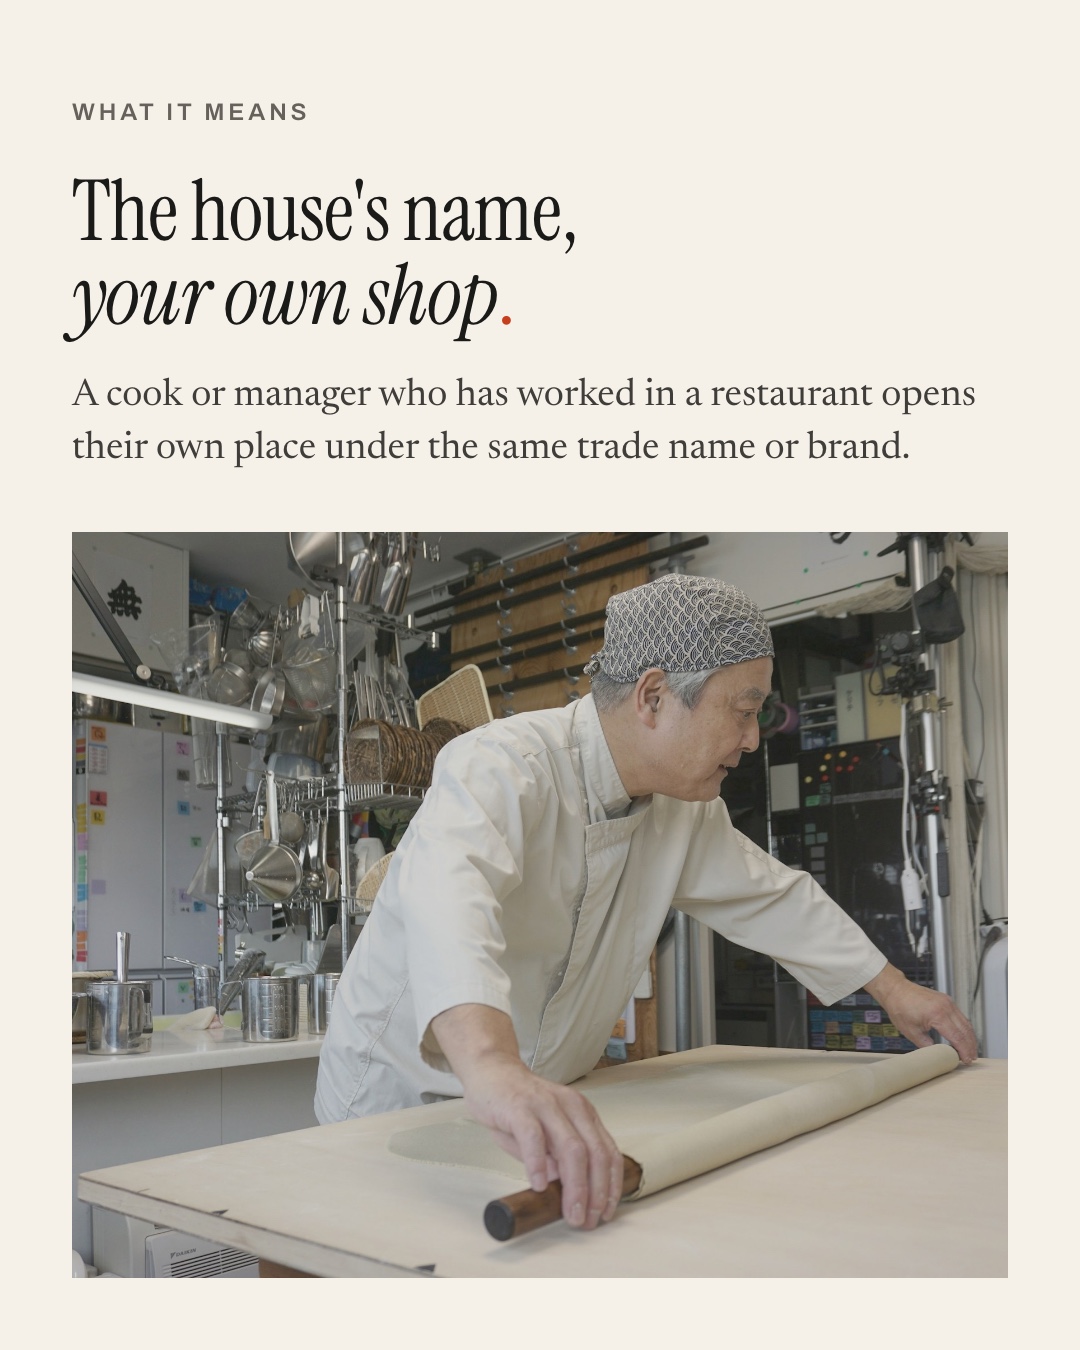 WHAT IT MEANS
The house's name,
your own shop.
A cook or manager who has worked in a restaurant opens
their own place under the same trade name or brand.
DAIKIN